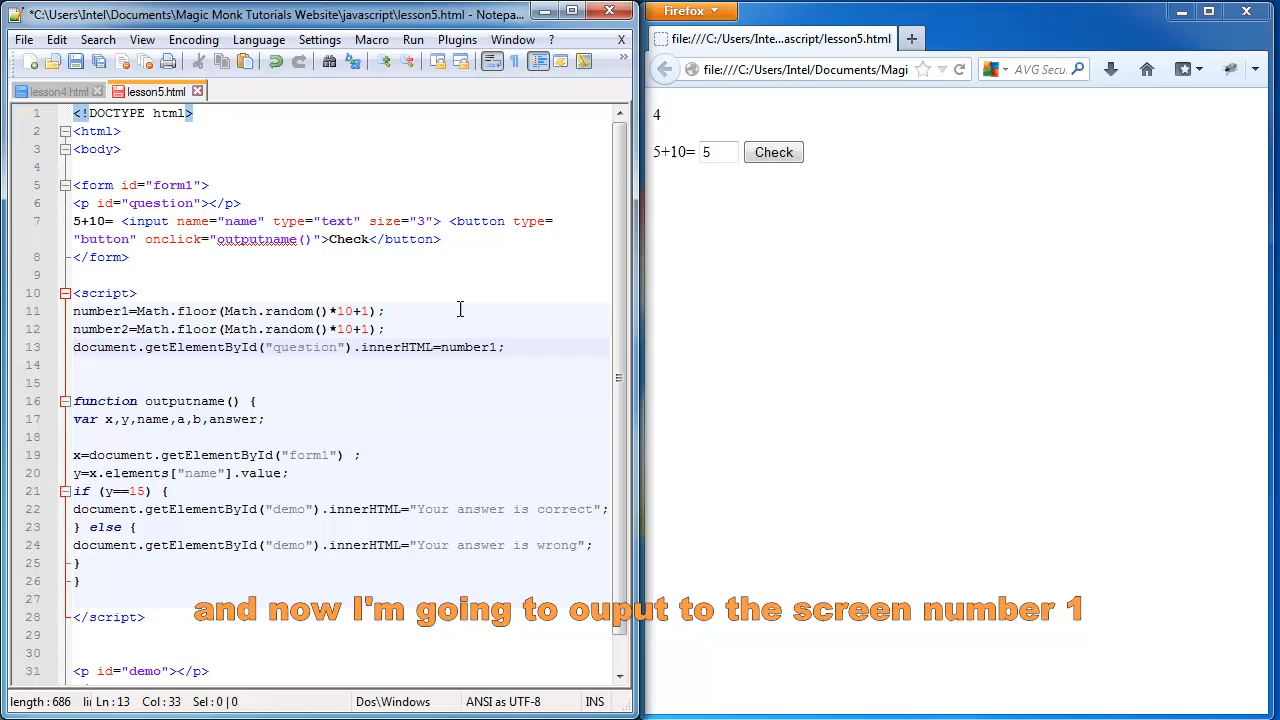 *C:\Users\Intel\Documents\Magic Monk Tutorials Website\javascript\lesson5.html - Notepa...
File Edit Search View Encoding Language Settings Macro Run Plugins Window ? X
lesson4.html lesson5.html
1 <!DOCTYPE html>
2 <html>
3 <body>
4
5 <form id="form1">
6 <p id="question"></p>
7 5+10= <input name="name" type="text" size="3"> <button type=
"button" onclick="outputname()">Check</button>
8 </form>
9
10 <script>
11 number1=Math.floor(Math.random()*10+1);
12 number2=Math.floor(Math.random()*10+1);
13 document.getElementById("question").innerHTML=number1;
14
15
16 function outputname() {
17 var x,y,name,a,b,answer;
18
19 x=document.getElementById("form1") ;
20 y=x.elements["name"].value;
21 if (y==15) {
22 document.getElementById("demo").innerHTML="Your answer is correct";
23 } else {
24 document.getElementById("demo").innerHTML="Your answer is wrong";
25 }
26 }
27
28 </script>
29
30
31 <p id="demo"></p>
length : 686 li Ln : 13 Col : 33 Sel : 0 | 0 Dos\Windows ANSI as UTF-8 INS
Firefox
file:///C:/Users/Inte...ascript/lesson5.html
file:///C:/Users/Intel/Documents/Magi AVG Secu
4
5+10= 5 Check
and now I'm going to ouput to the screen number 1